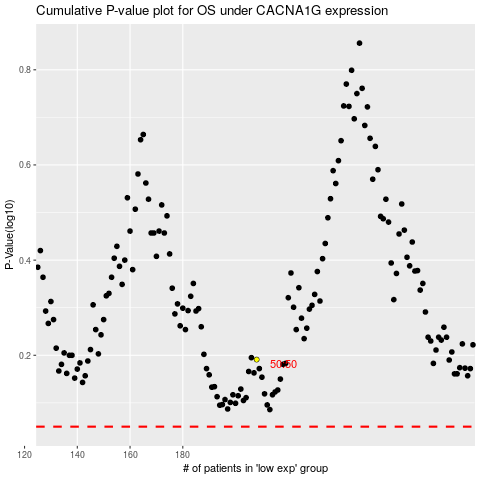 Cumulative P-value plot for OS under CACNA1G expression
P-Value(log10)
0.8
0.6
0.4
0.2
50:50
120 140 160 180
# of patients in 'low exp' group